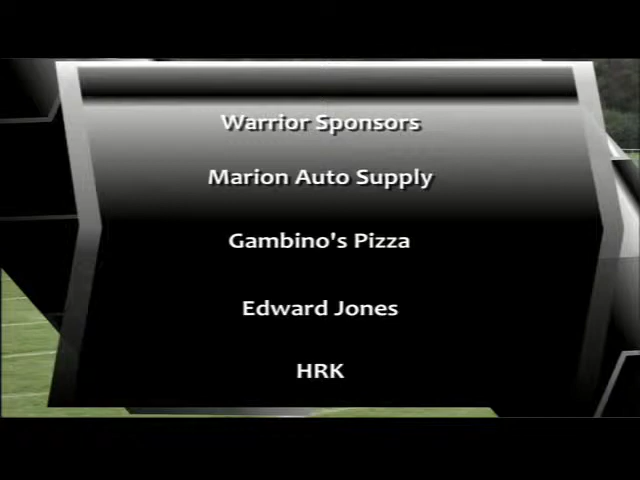 Warrior Sponsors
Marion Auto Supply
Gambino's Pizza
Edward Jones
HRK